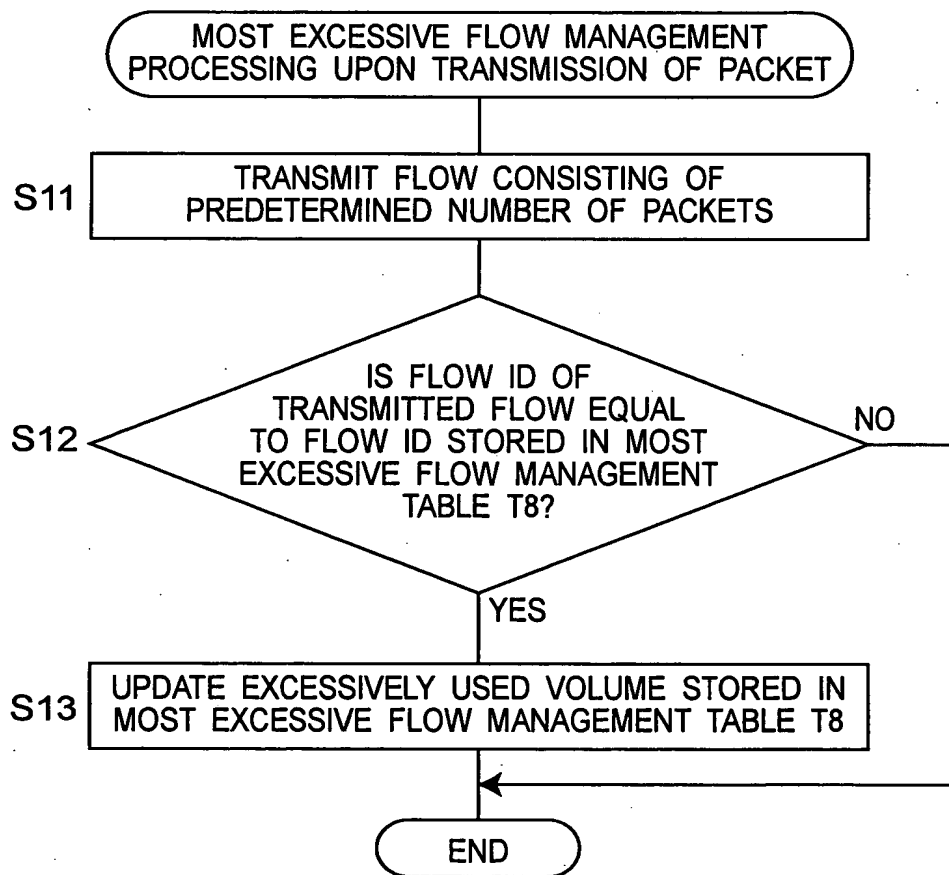 MOST EXCESSIVE FLOW MANAGEMENT
PROCESSING UPON TRANSMISSION OF PACKET
S11
TRANSMIT FLOW CONSISTING OF
PREDETERMINED NUMBER OF PACKETS
S12
IS FLOW ID OF
TRANSMITTED FLOW EQUAL
TO FLOW ID STORED IN MOST
EXCESSIVE FLOW MANAGEMENT
TABLE T8?
NO
YES
S13
UPDATE EXCESSIVELY USED VOLUME STORED IN
MOST EXCESSIVE FLOW MANAGEMENT TABLE T8
END